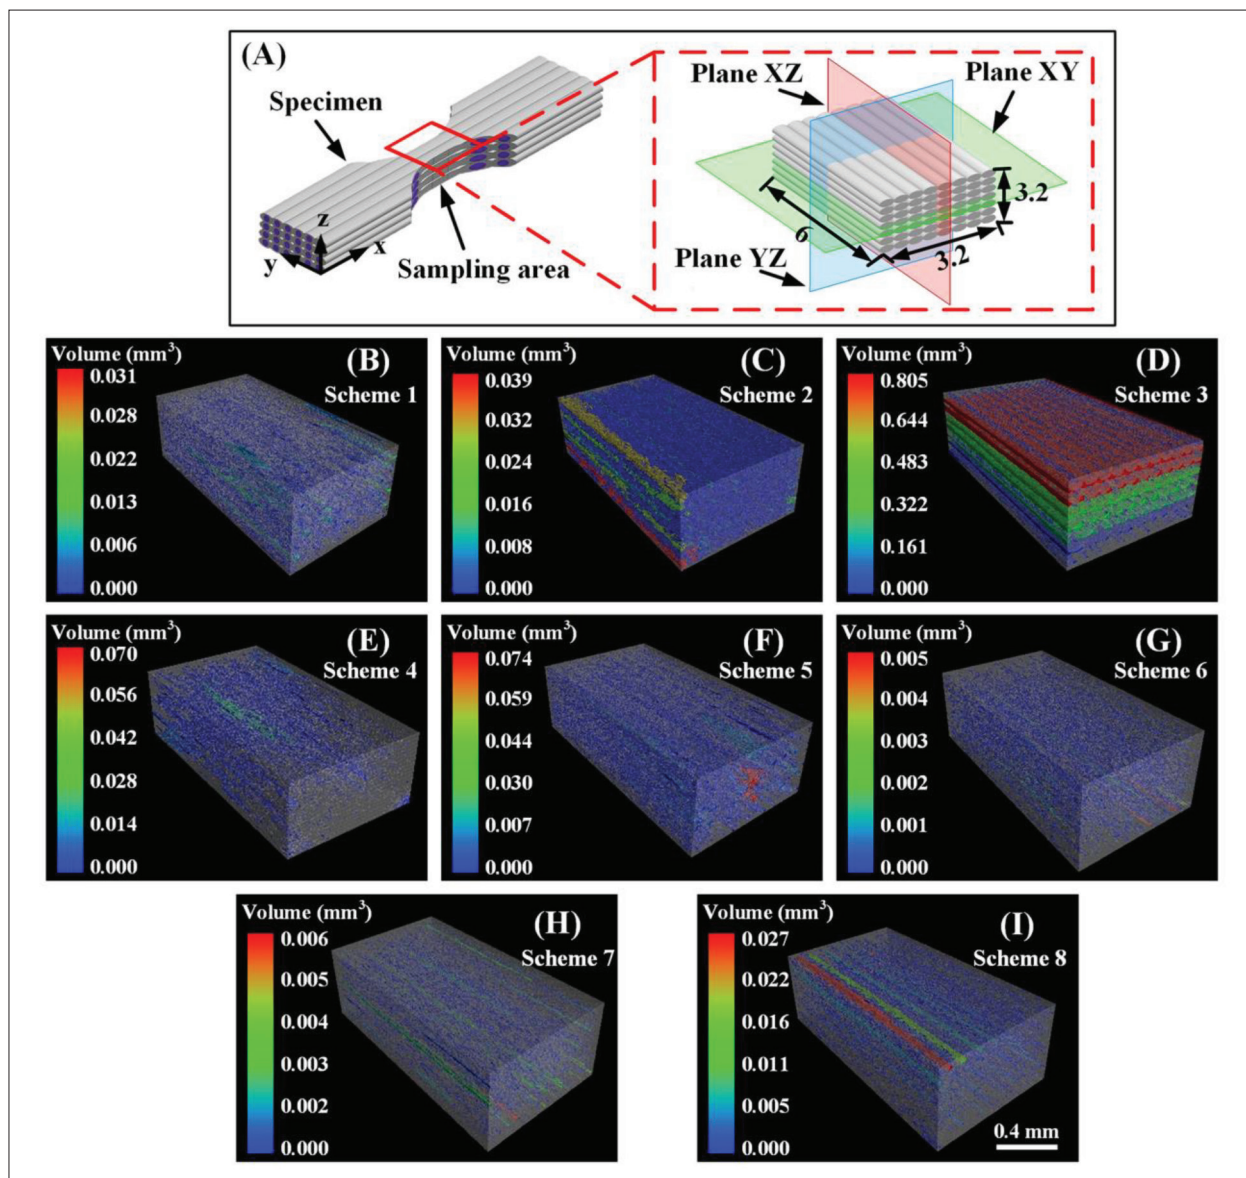 (A)
Specimen
z
x
y
Sampling area
Plane XZ
Plane XY
3.2
6
3.2
Plane YZ
Volume (mm³)
(B)
Scheme 1
0.031
0.028
0.022
0.013
0.006
0.000
Volume (mm³)
(C)
Scheme 2
0.039
0.032
0.024
0.016
0.008
0.000
Volume (mm³)
(D)
Scheme 3
0.805
0.644
0.483
0.322
0.161
0.000
Volume (mm³)
(E)
Scheme 4
0.070
0.056
0.042
0.028
0.014
0.000
Volume (mm³)
(F)
Scheme 5
0.074
0.059
0.044
0.030
0.007
0.000
Volume (mm³)
(G)
Scheme 6
0.005
0.004
0.003
0.002
0.001
0.000
Volume (mm³)
(H)
Scheme 7
0.006
0.005
0.004
0.003
0.002
0.000
Volume (mm³)
(I)
Scheme 8
0.027
0.022
0.016
0.011
0.005
0.000
0.4 mm